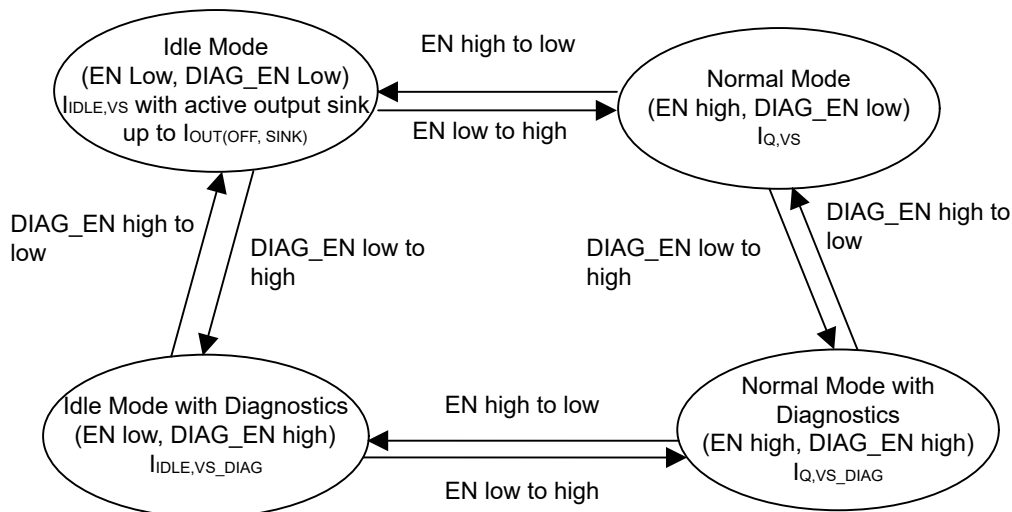 Idle Mode
(EN Low, DIAG_EN Low)
IIDLE,VS with active output sink
up to IOUT(OFF, SINK)
EN high to low
EN low to high
Normal Mode
(EN high, DIAG_EN low)
IQ,VS
DIAG_EN high to
low
DIAG_EN low to
high
DIAG_EN low to
high
DIAG_EN high to
low
Idle Mode with Diagnostics
(EN low, DIAG_EN high)
IIDLE,VS_DIAG
EN high to low
EN low to high
Normal Mode with
Diagnostics
(EN high, DIAG_EN high)
IQ,VS_DIAG